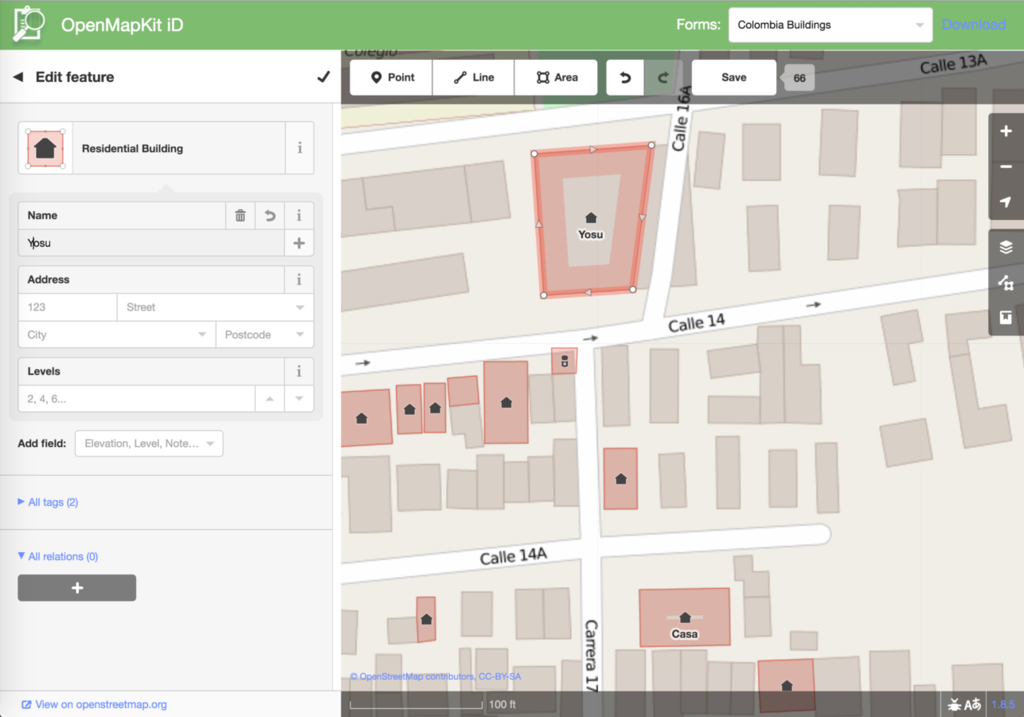 OpenMapKit iD
Forms:
Colombia Buildings
Download
Edit feature
Residential Building
i
Name
i
Yosu
+
Address
i
123
Street
City
Postcode
Levels
i
2, 4, 6...
Add field:
Elevation, Level, Note...
All tags (2)
All relations (0)
+
View on openstreetmap.org
Colegio
Point
Line
Area
Save
66
Calle 13A
Calle 16A
Yosu
Calle 14
Calle 14A
Casa
Carrera 17
© OpenStreetMap contributors, CC-BY-SA
100 ft
Aあ
1.8.5